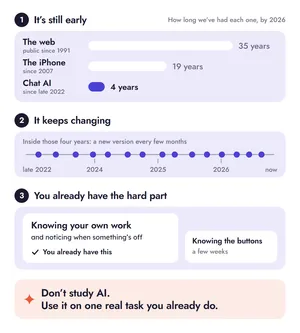 1 It's still early
How long we've had each one, by 2026
The web
public since 1991
35 years
The iPhone
since 2007
19 years
Chat AI
since late 2022
4 years
2 It keeps changing
Inside those four years: a new version every few months
late 2022 2024 2025 2026 now
3 You already have the hard part
Knowing your own work
and noticing when something's off
✓ You already have this
Knowing the buttons
a few weeks
Don't study AI.
Use it on one real task you already do.